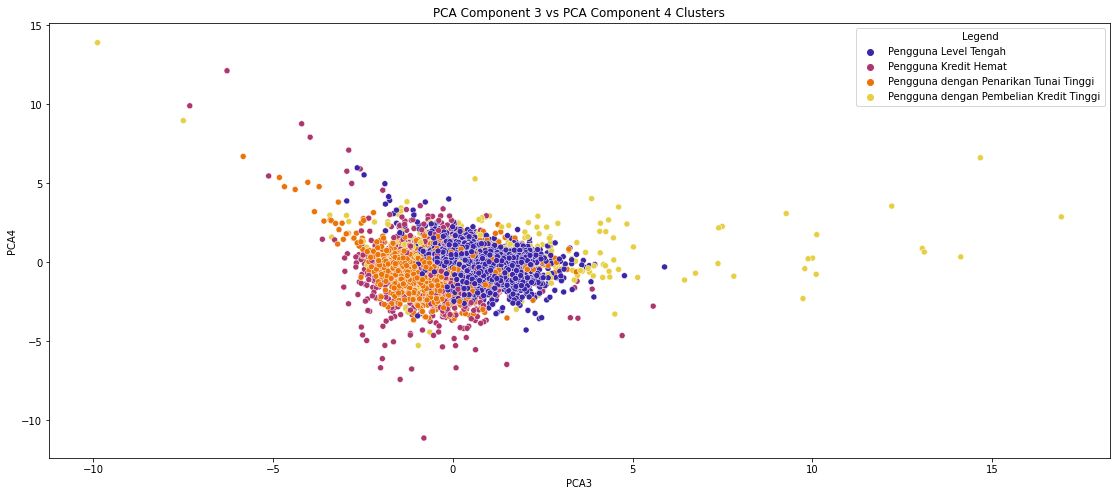 PCA Component 3 vs PCA Component 4 Clusters
Legend
Pengguna Level Tengah
Pengguna Kredit Hemat
Pengguna dengan Penarikan Tunai Tinggi
Pengguna dengan Pembelian Kredit Tinggi
15
10
5
0
−5
−10
PCA4
−10
−5
0
5
10
15
PCA3